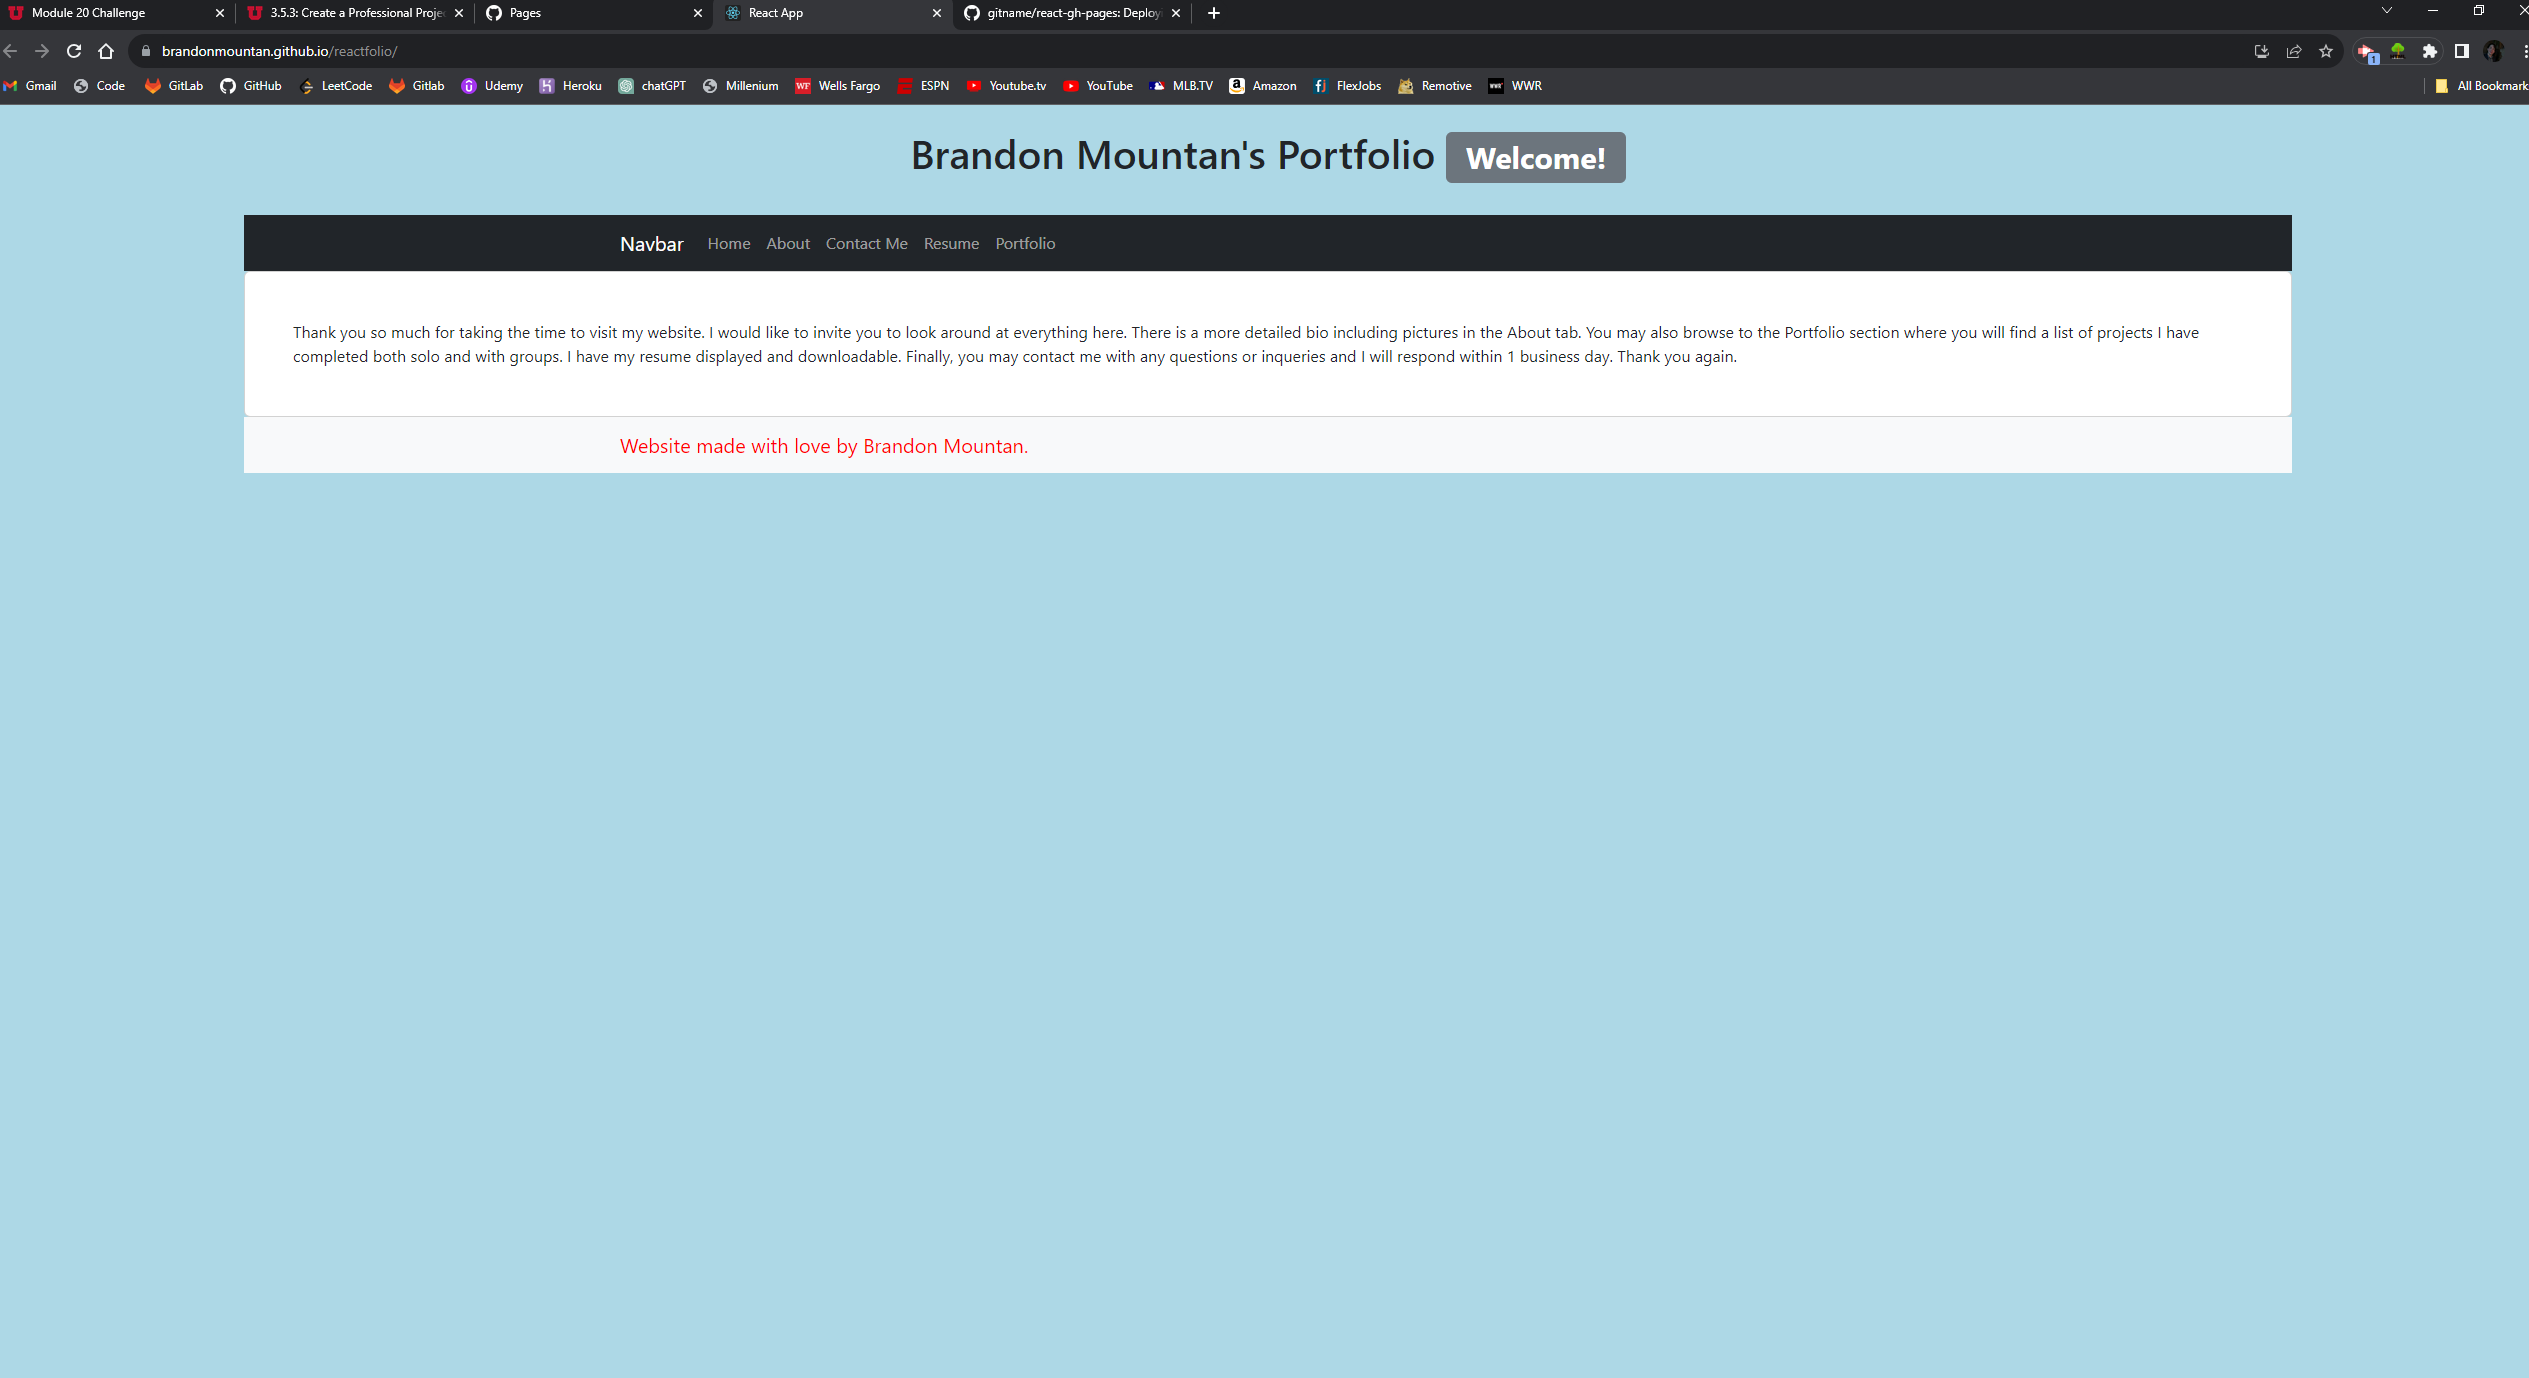 Module 20 Challenge
3.5.3: Create a Professional Proje
Pages
React App
gitname/react-gh-pages: Deploy
brandonmountan.github.io/reactfolio/
1
Gmail Code GitLab GitHub LeetCode Gitlab Udemy Heroku chatGPT Millenium Wells Fargo ESPN Youtube.tv YouTube MLB.TV Amazon FlexJobs Remotive WWR All Bookmark
Brandon Mountan's Portfolio Welcome!
Navbar Home About Contact Me Resume Portfolio
Thank you so much for taking the time to visit my website. I would like to invite you to look around at everything here. There is a more detailed bio including pictures in the About tab. You may also browse to the Portfolio section where you will find a list of projects I have
completed both solo and with groups. I have my resume displayed and downloadable. Finally, you may contact me with any questions or inqueries and I will respond within 1 business day. Thank you again.
Website made with love by Brandon Mountan.